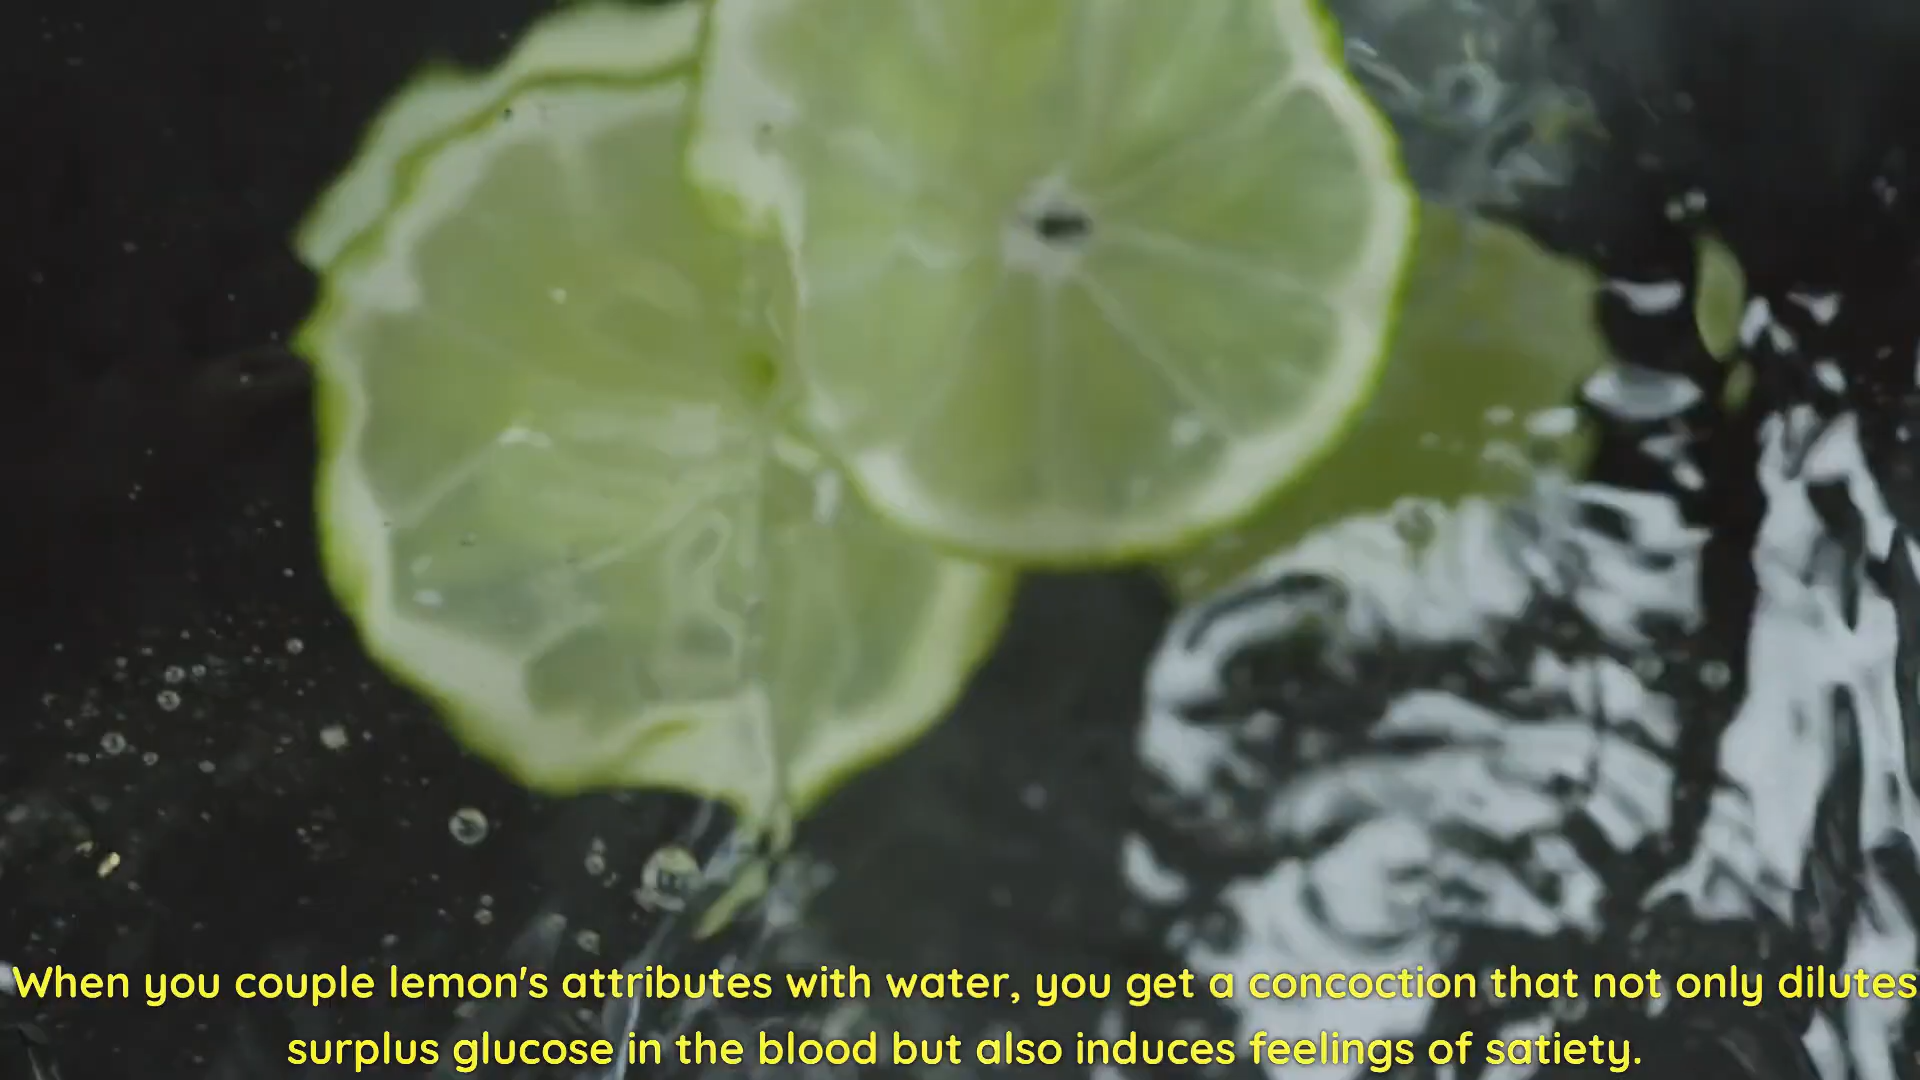 When you couple lemon's attributes with water, you get a concoction that not only dilutes
surplus glucose in the blood but also induces feelings of satiety.